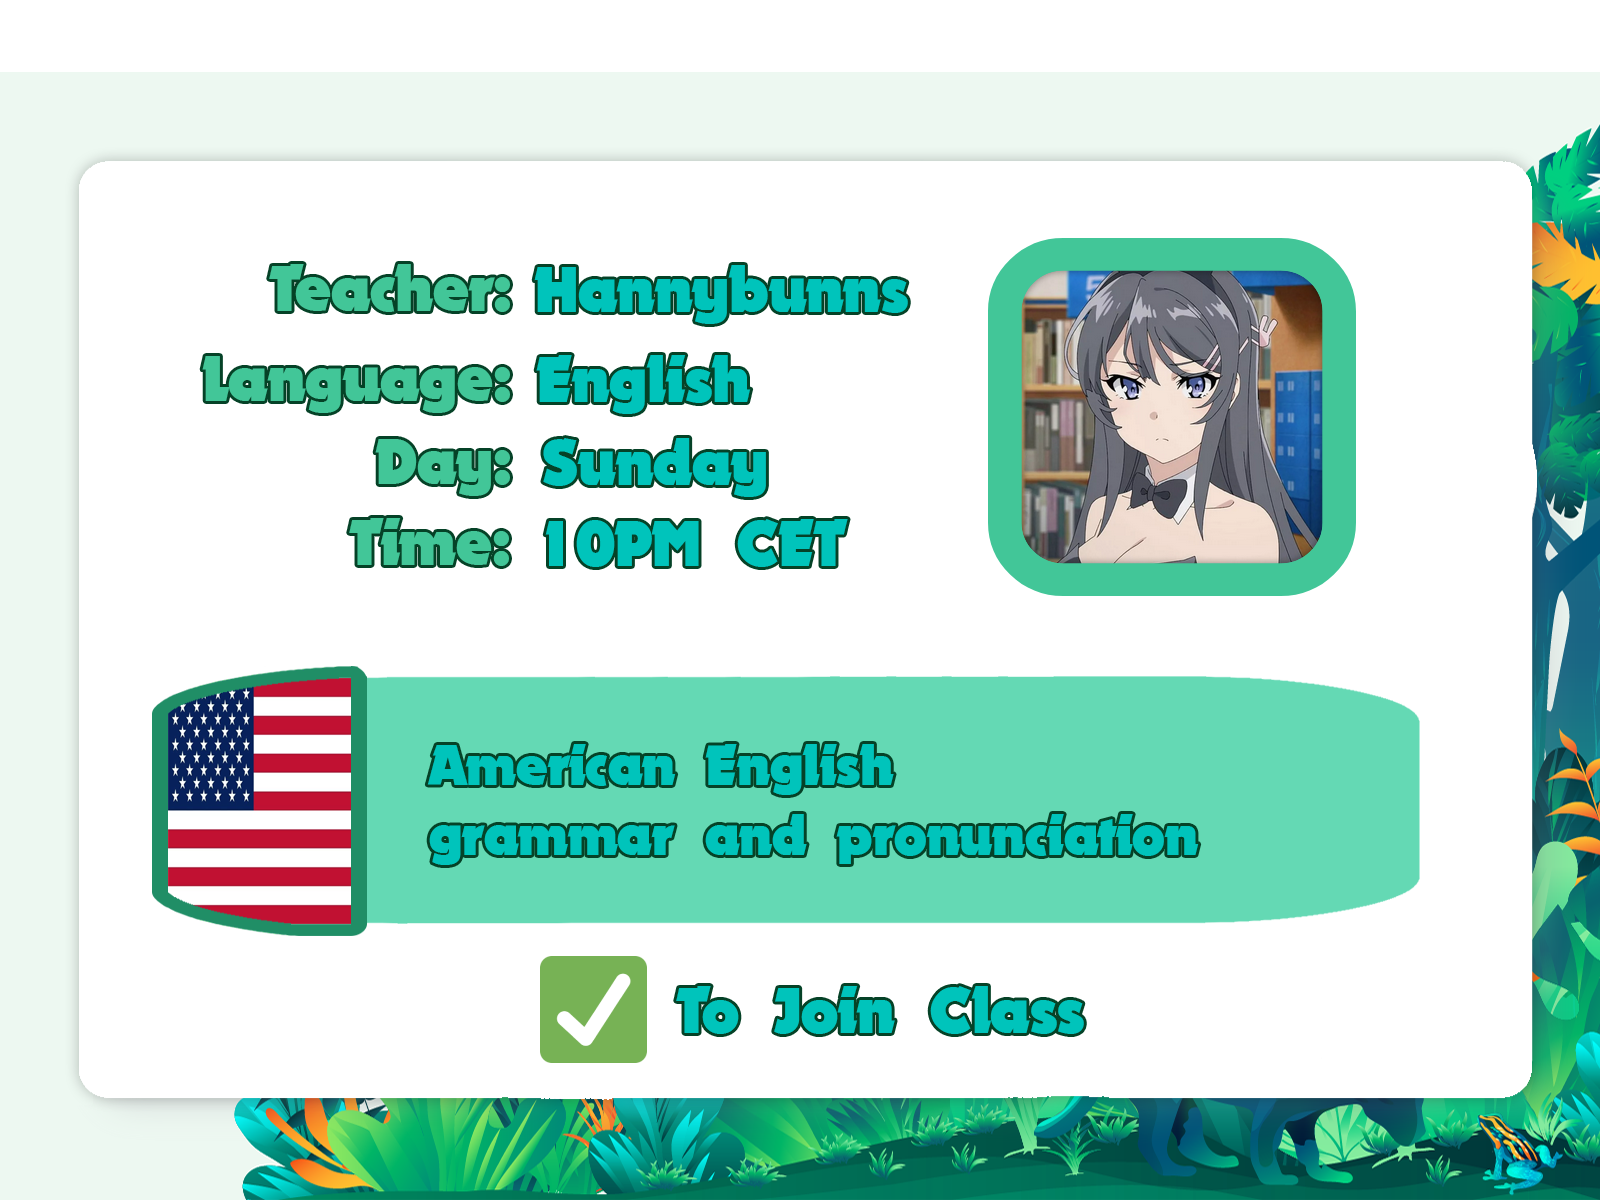 Teacher: Hannybunns
Language: English
Day: Sunday
Time: 10PM CET
American English
grammar and pronunciation
To Join Class